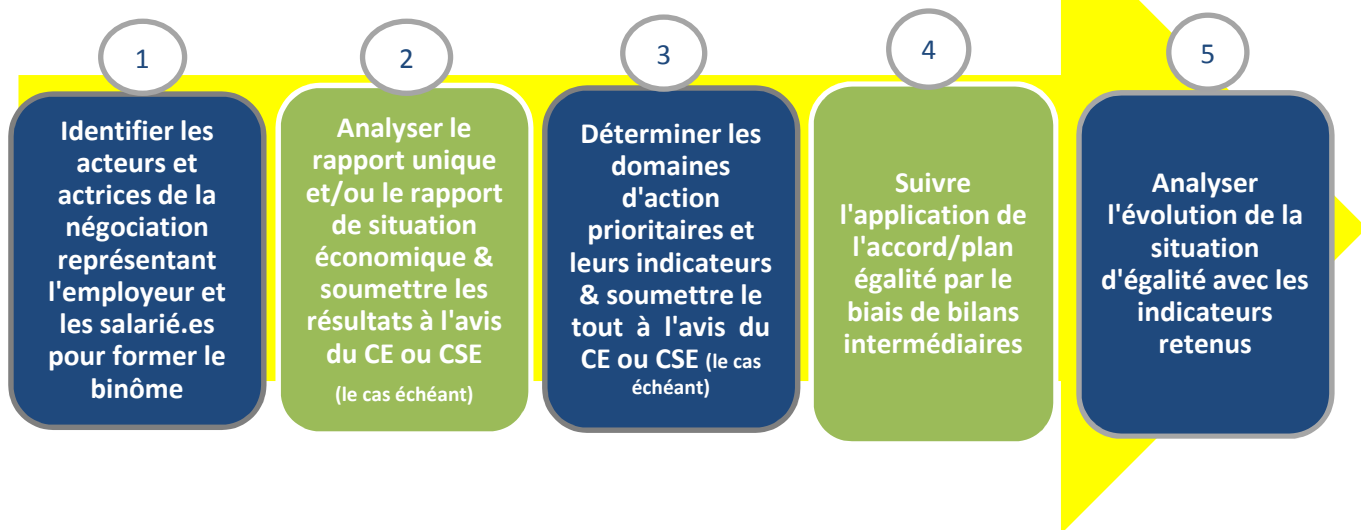 1
Identifier les
acteurs et
actrices de la
négociation
représentant
l'employeur et
les salarié.es
pour former le
binôme
2
Analyser le
rapport unique
et/ou le rapport
de situation
économique &
soumettre les
résultats à l'avis
du CE ou CSE
(le cas échéant)
3
Déterminer les
domaines
d'action
prioritaires et
leurs indicateurs
& soumettre le
tout à l'avis du
CE ou CSE (le cas
échéant)
4
Suivre
l'application de
l'accord/plan
égalité par le
biais de bilans
intermédiaires
5
Analyser
l'évolution de la
situation
d'égalité avec les
indicateurs
retenus